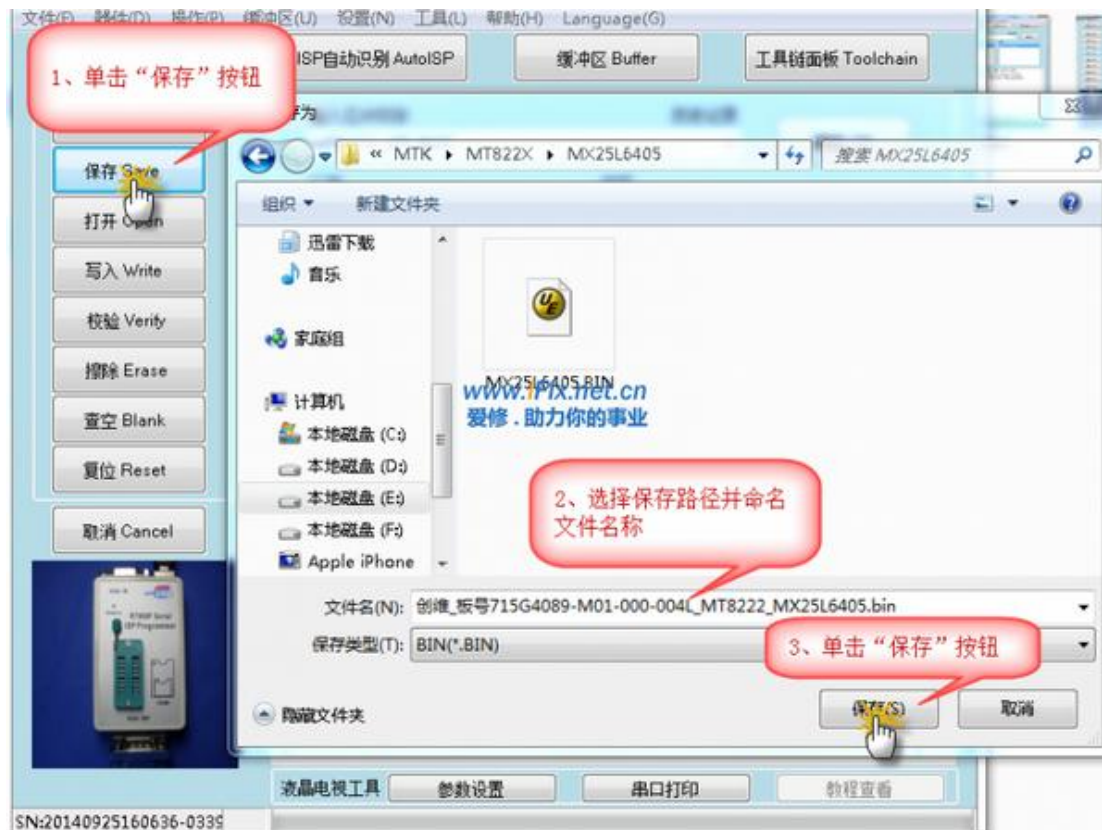 文件(F) 器件(D) 操作(P) 缓冲区(U) 设置(N) 工具(L) 帮助(H) Language(G)
1、单击“保存”按钮
ISP自动识别 AutoISP
缓冲区 Buffer
工具链面板 Toolchain
存为
« MTK ▸ MT822X ▸ MX25L6405
搜索 MX25L6405
保存 Save
打开 Open
写入 Write
校验 Verify
擦除 Erase
查空 Blank
复位 Reset
取消 Cancel
组织
新建文件夹
迅雷下载
音乐
家庭组
计算机
本地磁盘 (C:)
本地磁盘 (D:)
本地磁盘 (E:)
本地磁盘 (F:)
Apple iPhone
MX25L6405.BIN
www.iFix.net.cn
爱修 . 助力你的事业
2、选择保存路径并命名
文件名称
文件名(N): 创维_板号715G4089-M01-000-004L_MT8222_MX25L6405.bin
保存类型(T): BIN(*.BIN)
3、单击“保存”按钮
隐藏文件夹
保存(S)
取消
液晶电视工具
参数设置
串口打印
教程查看
SN:20140925160636-0339